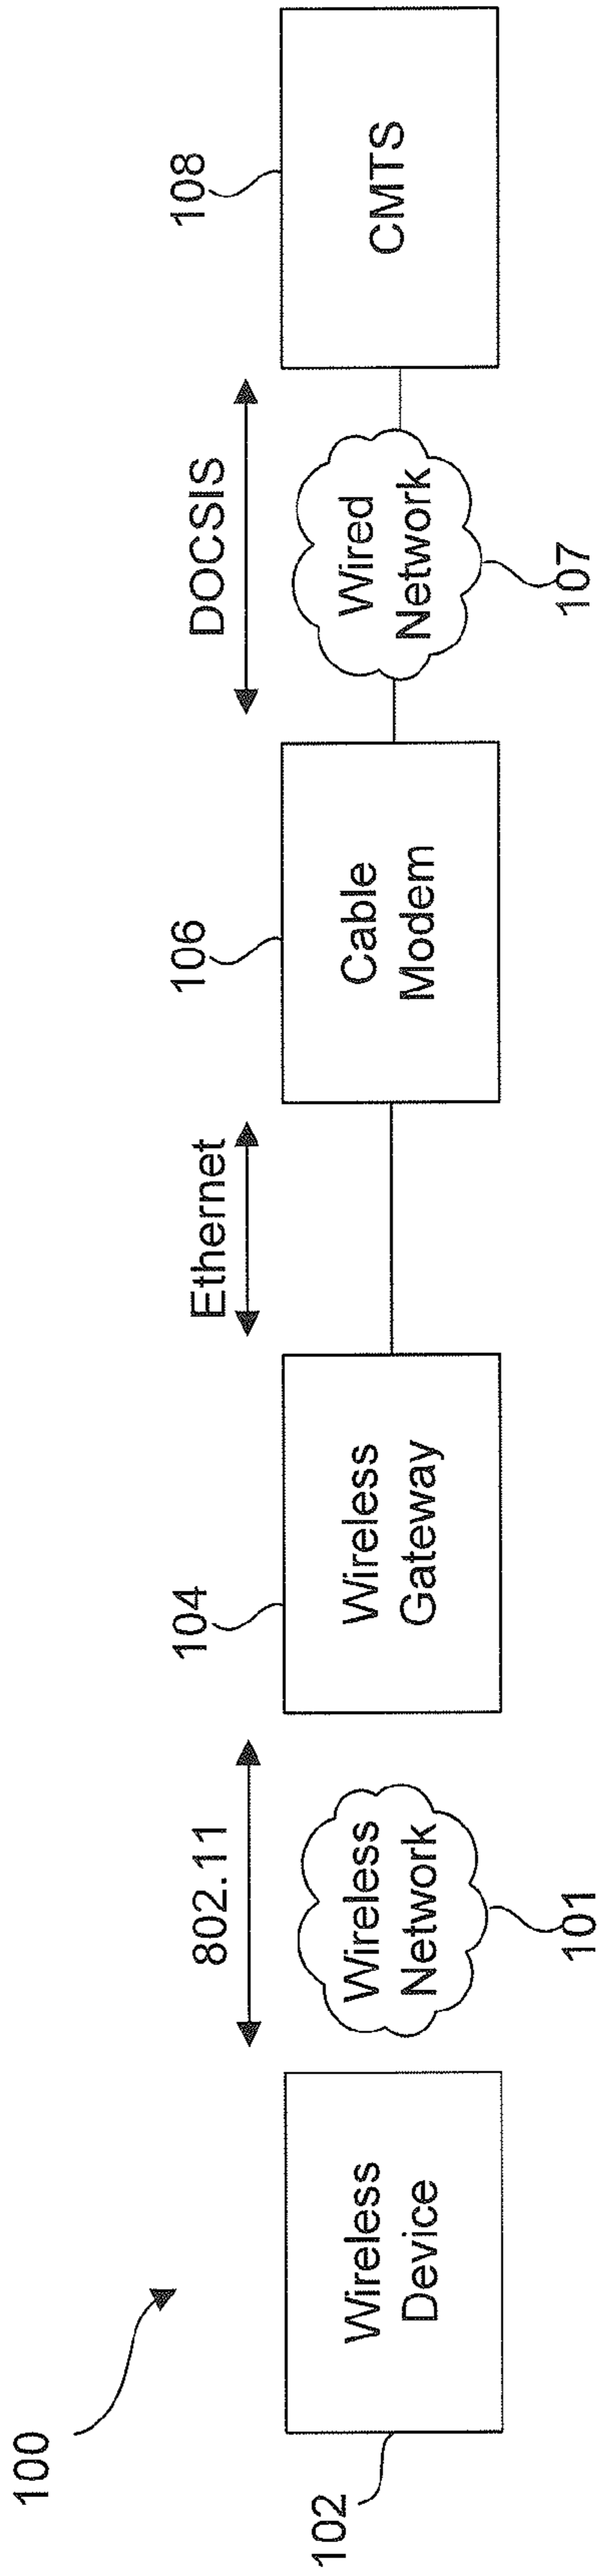 100
102
Wireless
Device
802.11
Wireless
Network
101
104
Wireless
Gateway
Ethernet
106
Cable
Modem
DOCSIS
Wired
Network
107
108
CMTS